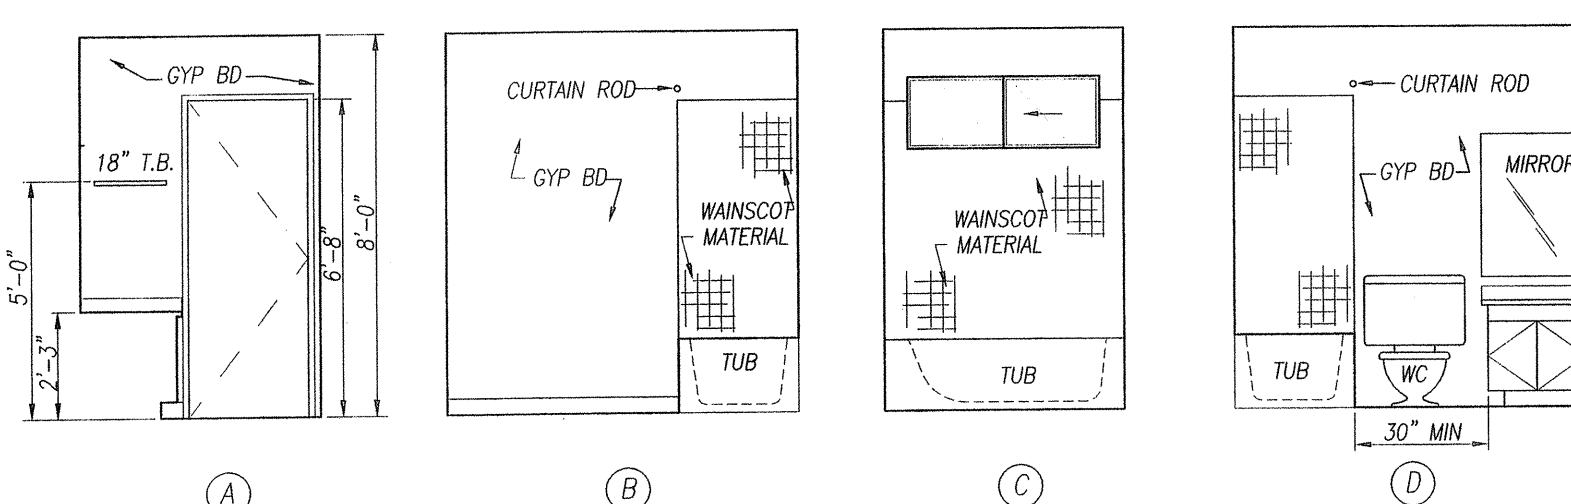 GYP BD
18" T.B.
5'-0"
2'-3"
6'-8"
8'-0"
A
CURTAIN ROD
GYP BD
WAINSCOT
MATERIAL
TUB
B
WAINSCOT
MATERIAL
TUB
C
CURTAIN ROD
GYP BD
MIRROR
TUB
WC
30" MIN
D